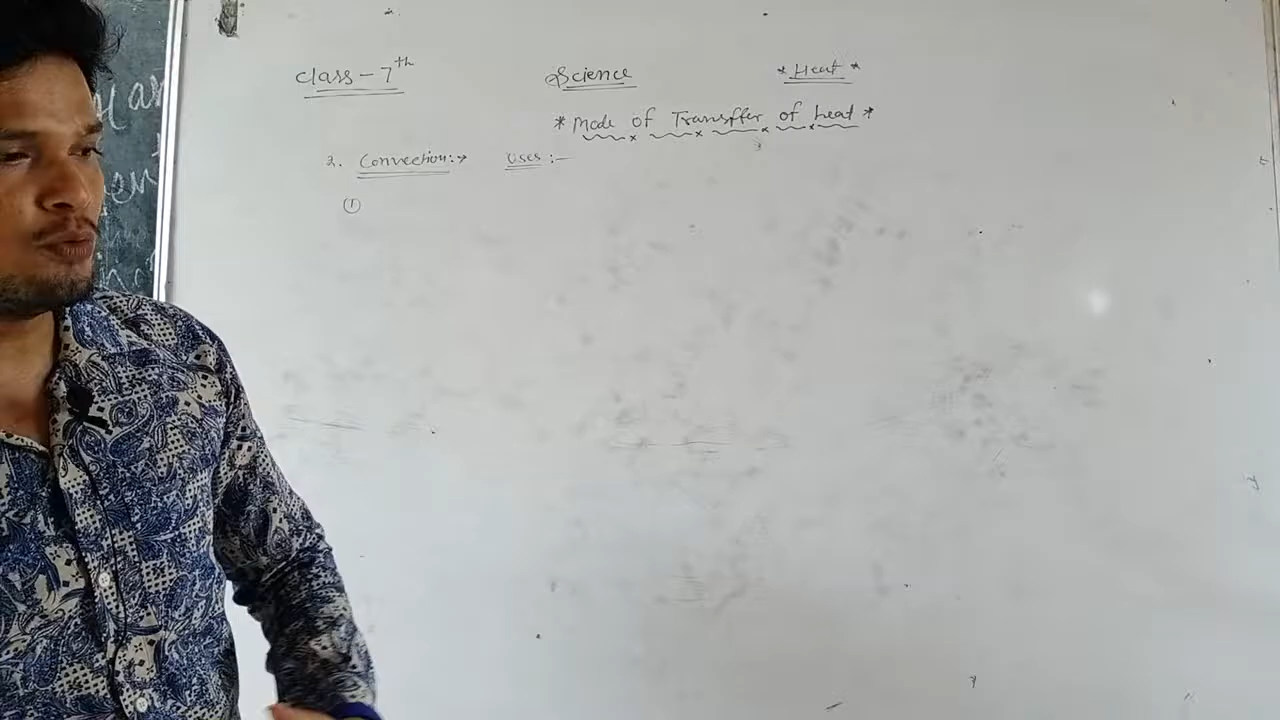 Class - 7th Science * Heat *
* Mode of Transffer of heat *
2. Convection :→ Uses :-
①